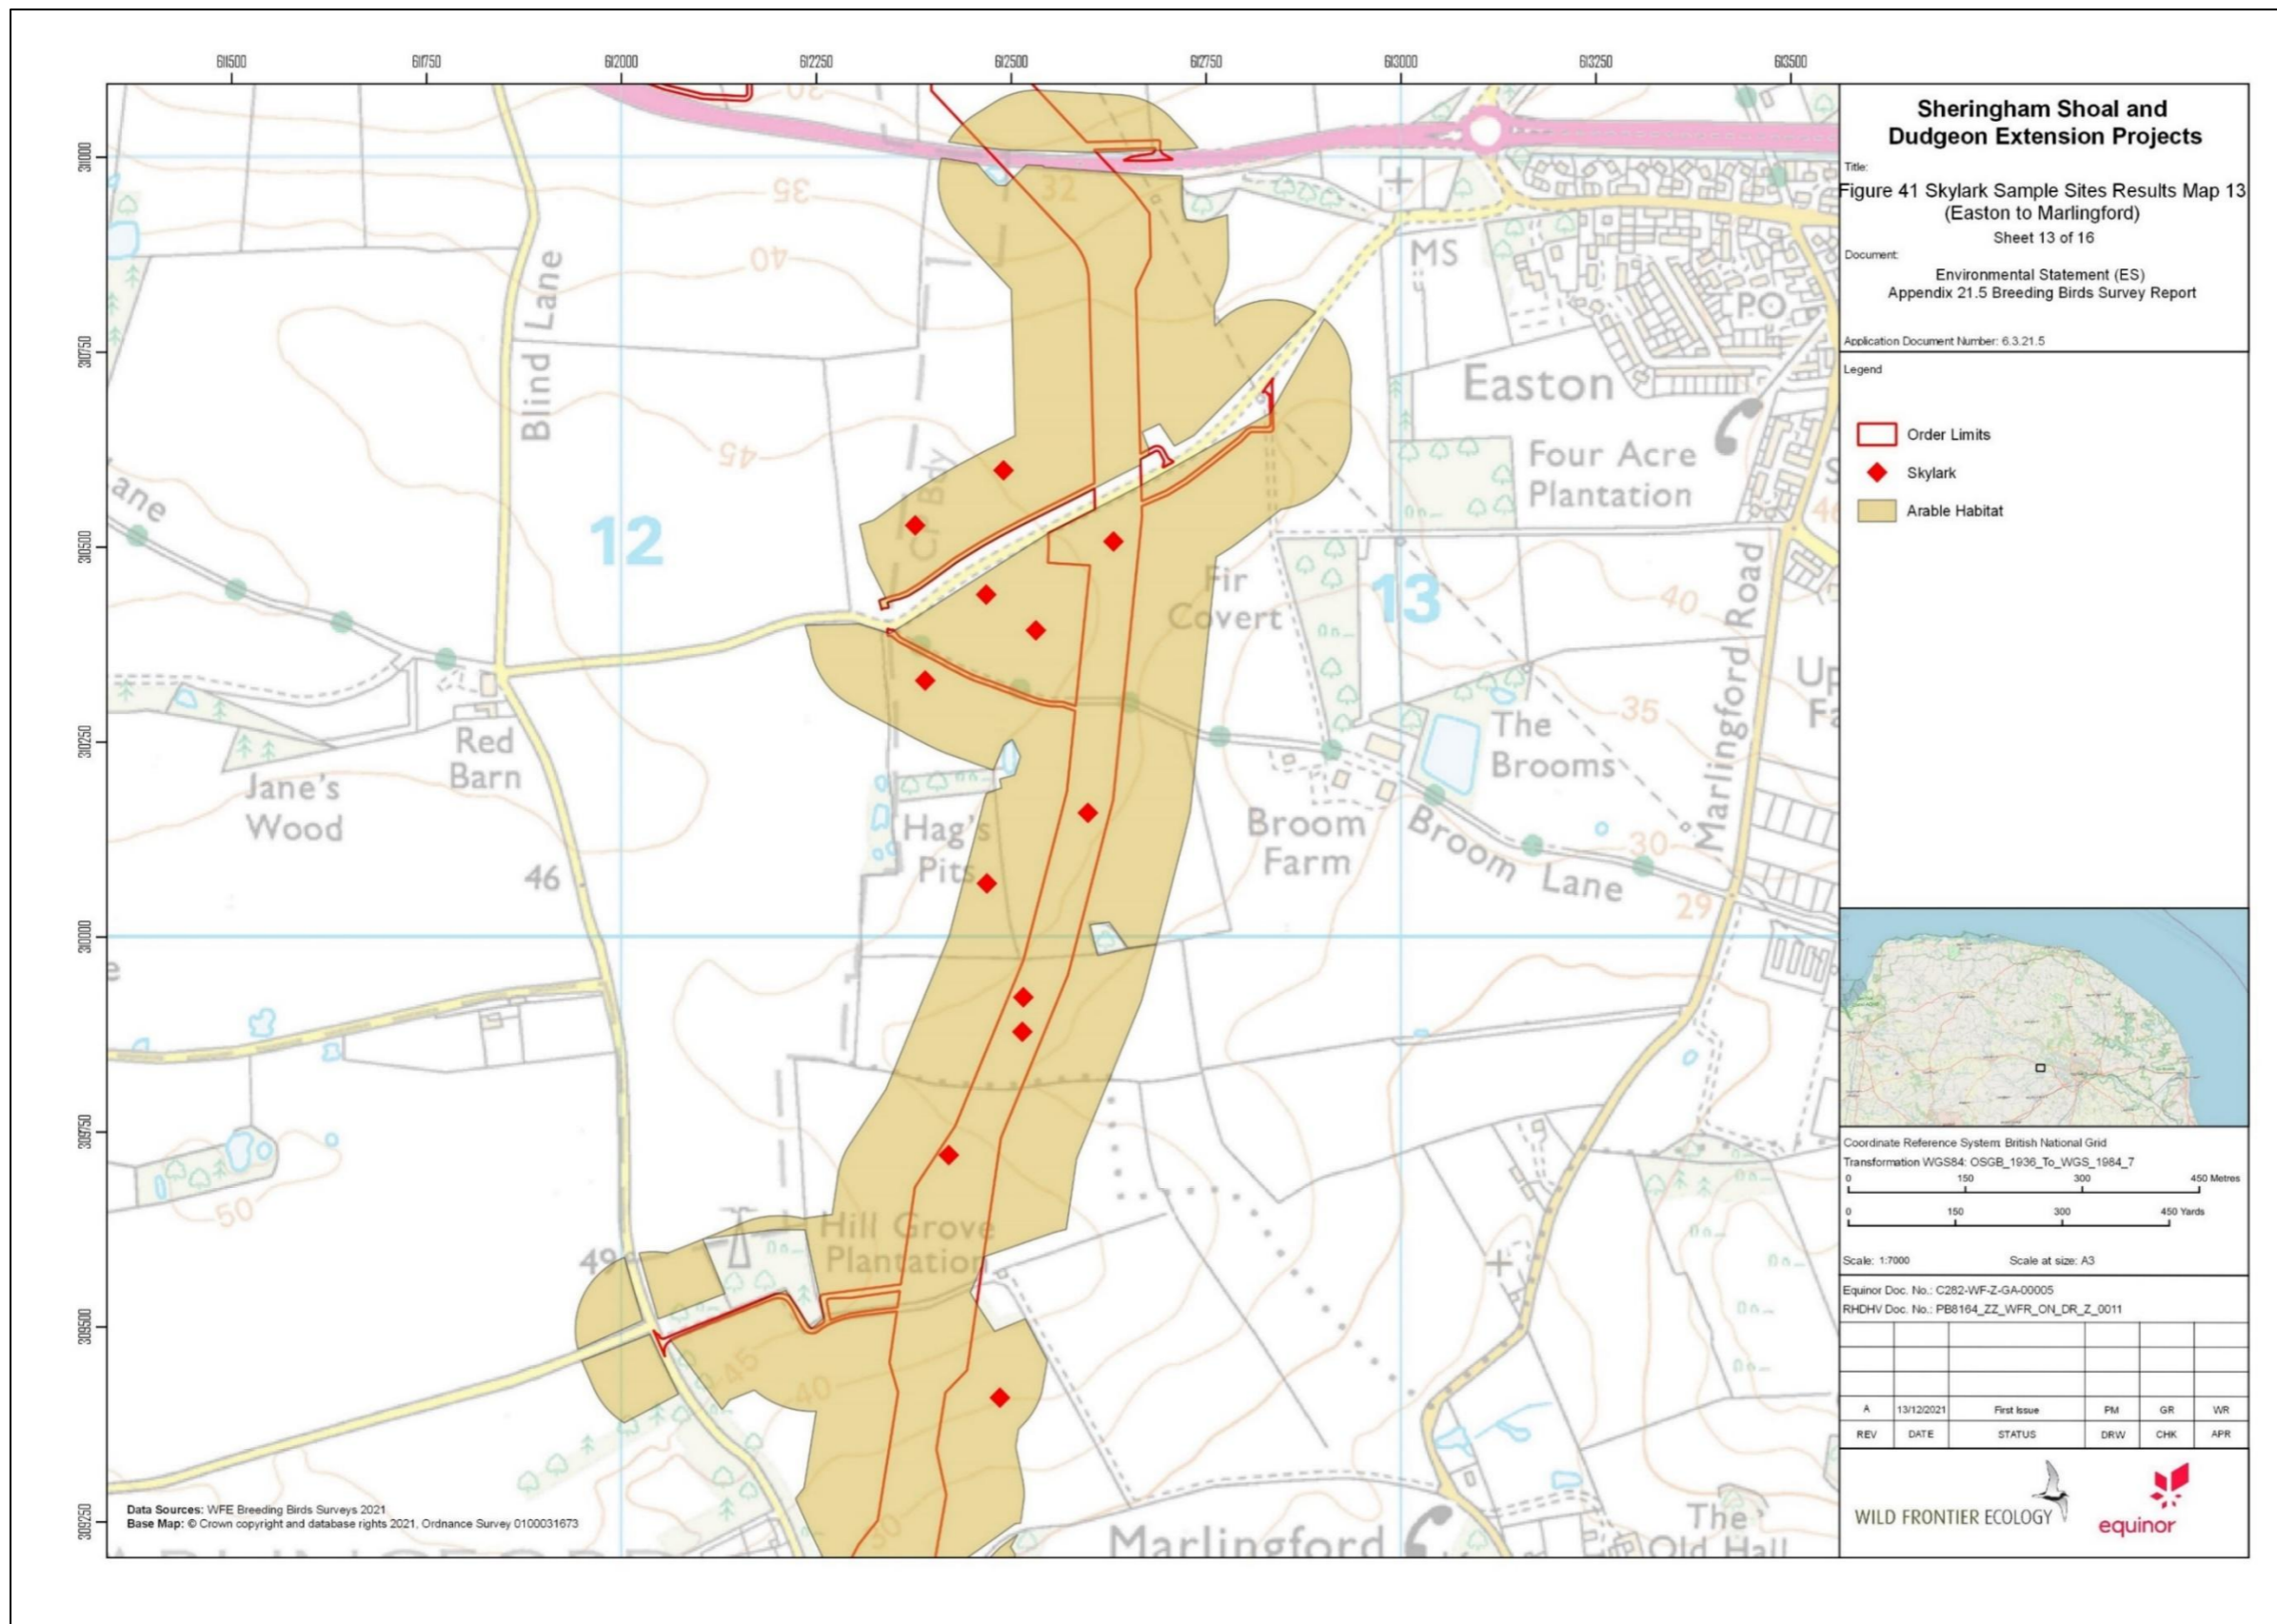 611500
611750
612000
612250
612500
612750
613000
613250
613500
311000
310750
310500
310250
310000
309750
309500
309250
Sheringham Shoal and
Dudgeon Extension Projects
Title:
Figure 41 Skylark Sample Sites Results Map 13
(Easton to Marlingford)
Sheet 13 of 16
Document:
Environmental Statement (ES)
Appendix 21.5 Breeding Birds Survey Report
Application Document Number: 6.3.21.5
Legend
Order Limits
Skylark
Arable Habitat
30
32
35
40
45
Blind Lane
MS
PO
Easton
Four Acre
Plantation
12
13
Fir
Covert
40
35
30
29
46
Marlingford Road
The
Brooms
Broom
Farm
Broom Lane
Red
Barn
Jane's
Wood
46
Hag's
Pits
50
49
Hill Grove
Plantation
45
40
30
Marlingford
The
Old Hall
Data Sources: WFE Breeding Birds Surveys 2021
Base Map: © Crown copyright and database rights 2021, Ordnance Survey 0100031673
Coordinate Reference System: British National Grid
Transformation WGS84: OSGB_1936_To_WGS_1984_7
0 150 300 450 Metres
0 150 300 450 Yards
Scale: 1:7000 Scale at size: A3
Equinor Doc. No.: C282-WF-Z-GA-00005
RHDHV Doc. No.: PB8164_ZZ_WFR_ON_DR_Z_0011
A 13/12/2021 First Issue PM GR WR
REV DATE STATUS DRW CHK APR
WILD FRONTIER ECOLOGY
equinor